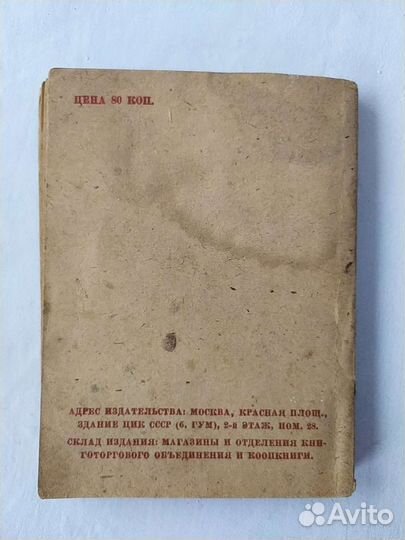 ЦЕНА 80 КОП.
АДРЕС ИЗДАТЕЛЬСТВА: МОСКВА, КРАСНАЯ ПЛОЩ.,
ЗДАНИЕ ЦИК СССР (б. ГУМ), 2-й ЭТАЖ, ПОМ. 28.
СКЛАД ИЗДАНИЯ: МАГАЗИНЫ И ОТДЕЛЕНИЯ КНИ-
ГОТОРГОВОГО ОБЪЕДИНЕНИЯ И КООПКНИГИ.
Avito